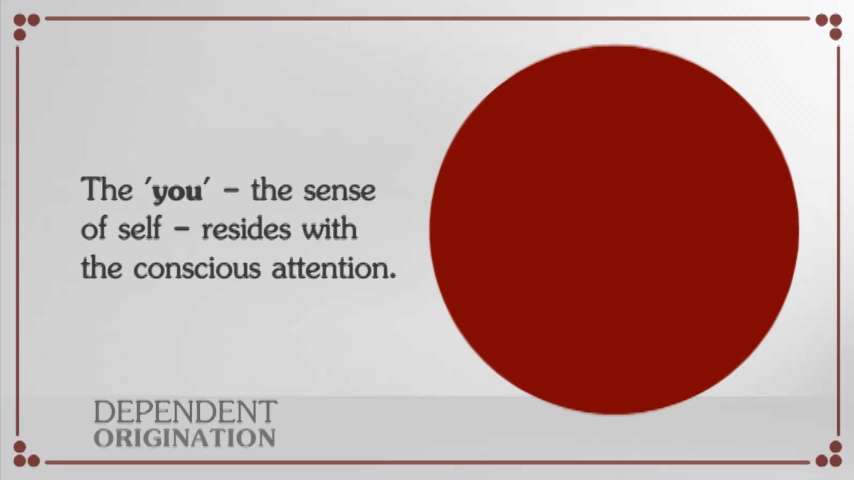 The ′you′ – the sense
of self – resides with
the conscious attention.
DEPENDENT
ORIGINATION